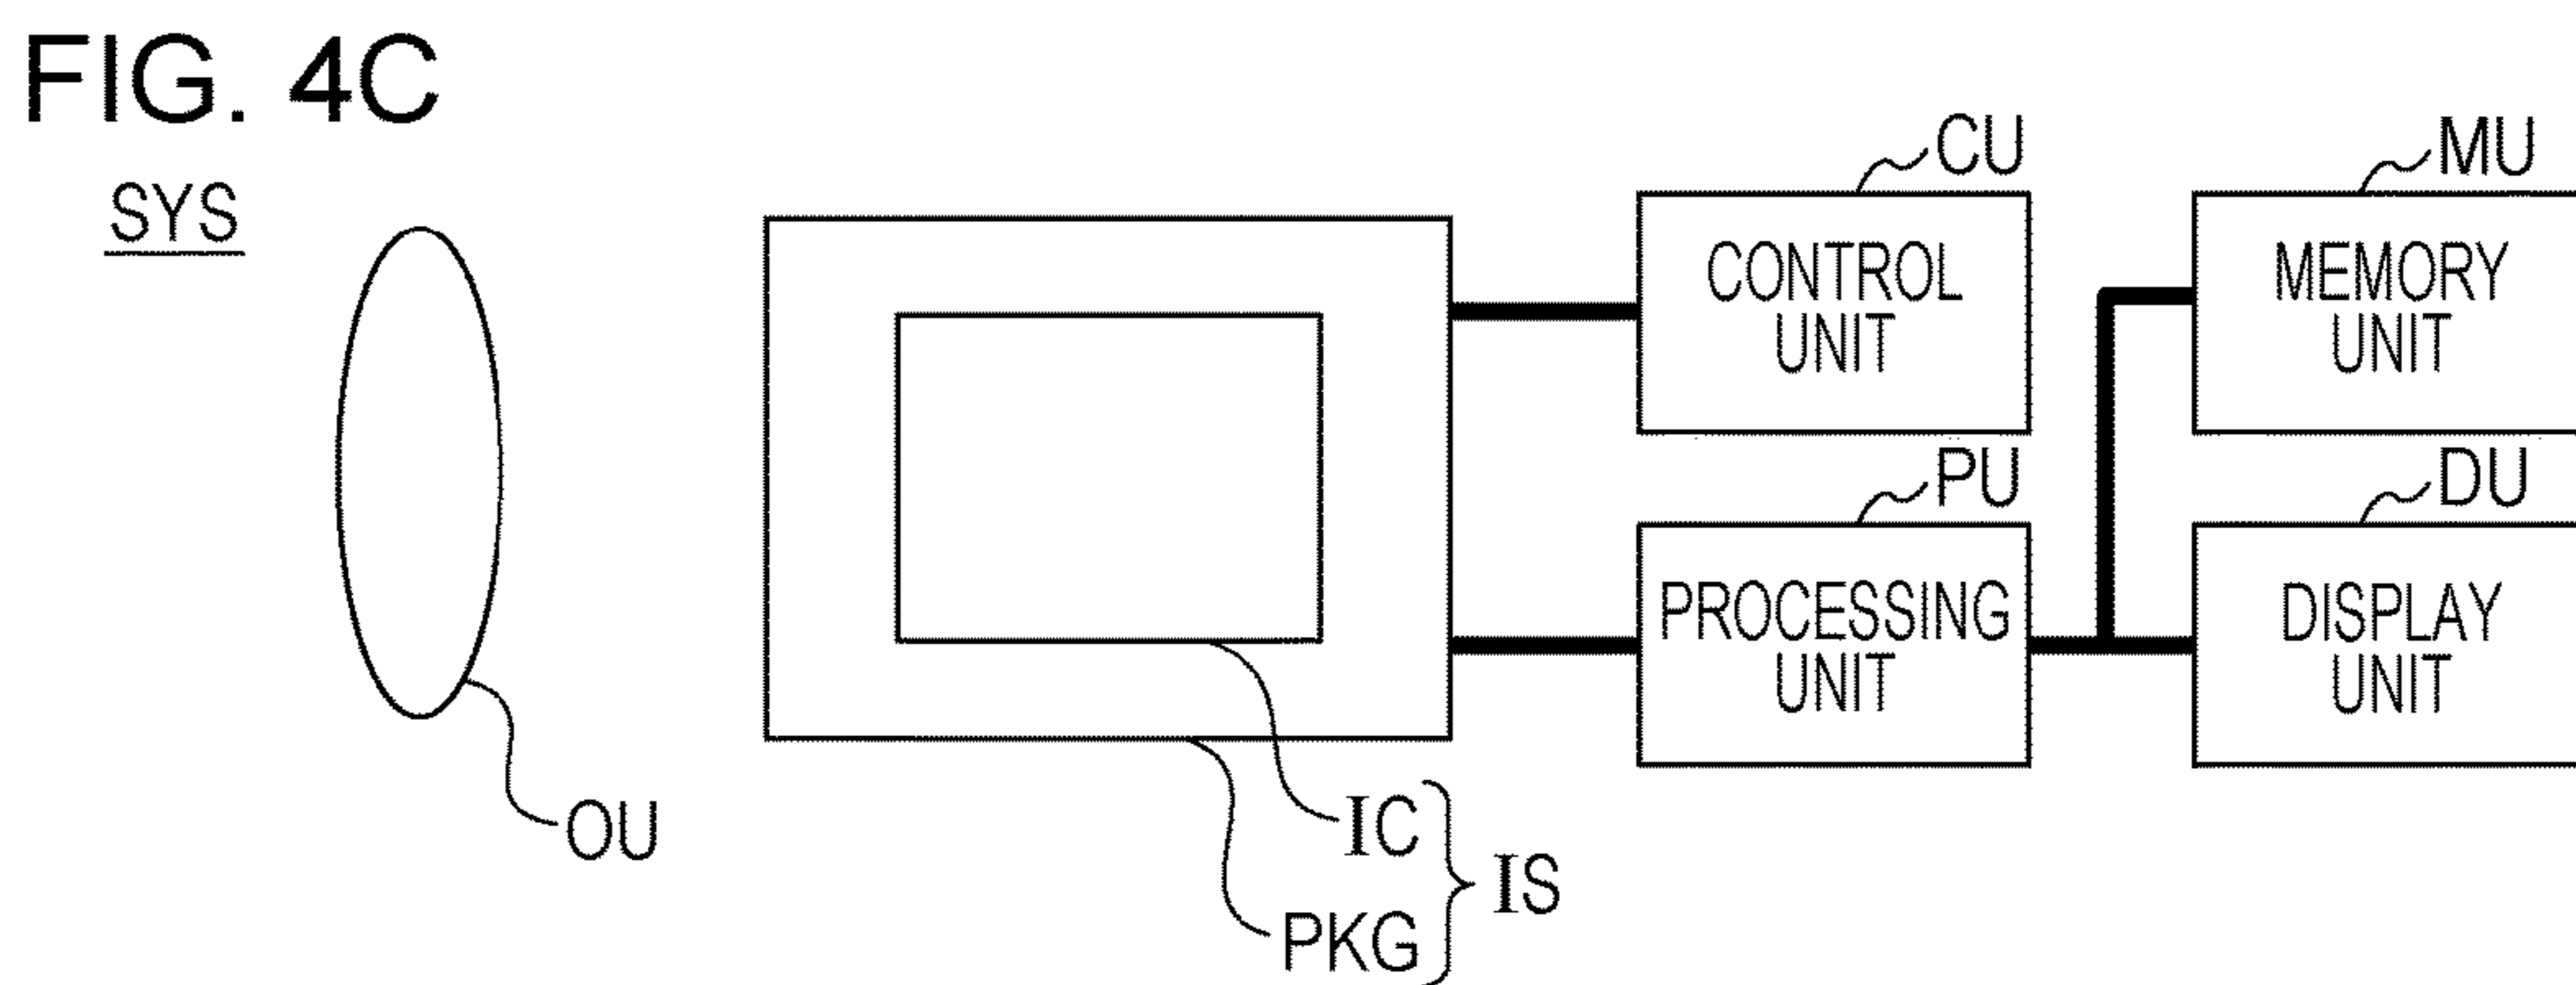 FIG. 4C
SYS
CU
MU
CONTROL
UNIT
MEMORY
UNIT
PU
DU
PROCESSING
UNIT
DISPLAY
UNIT
OU
IC
IS
PKG